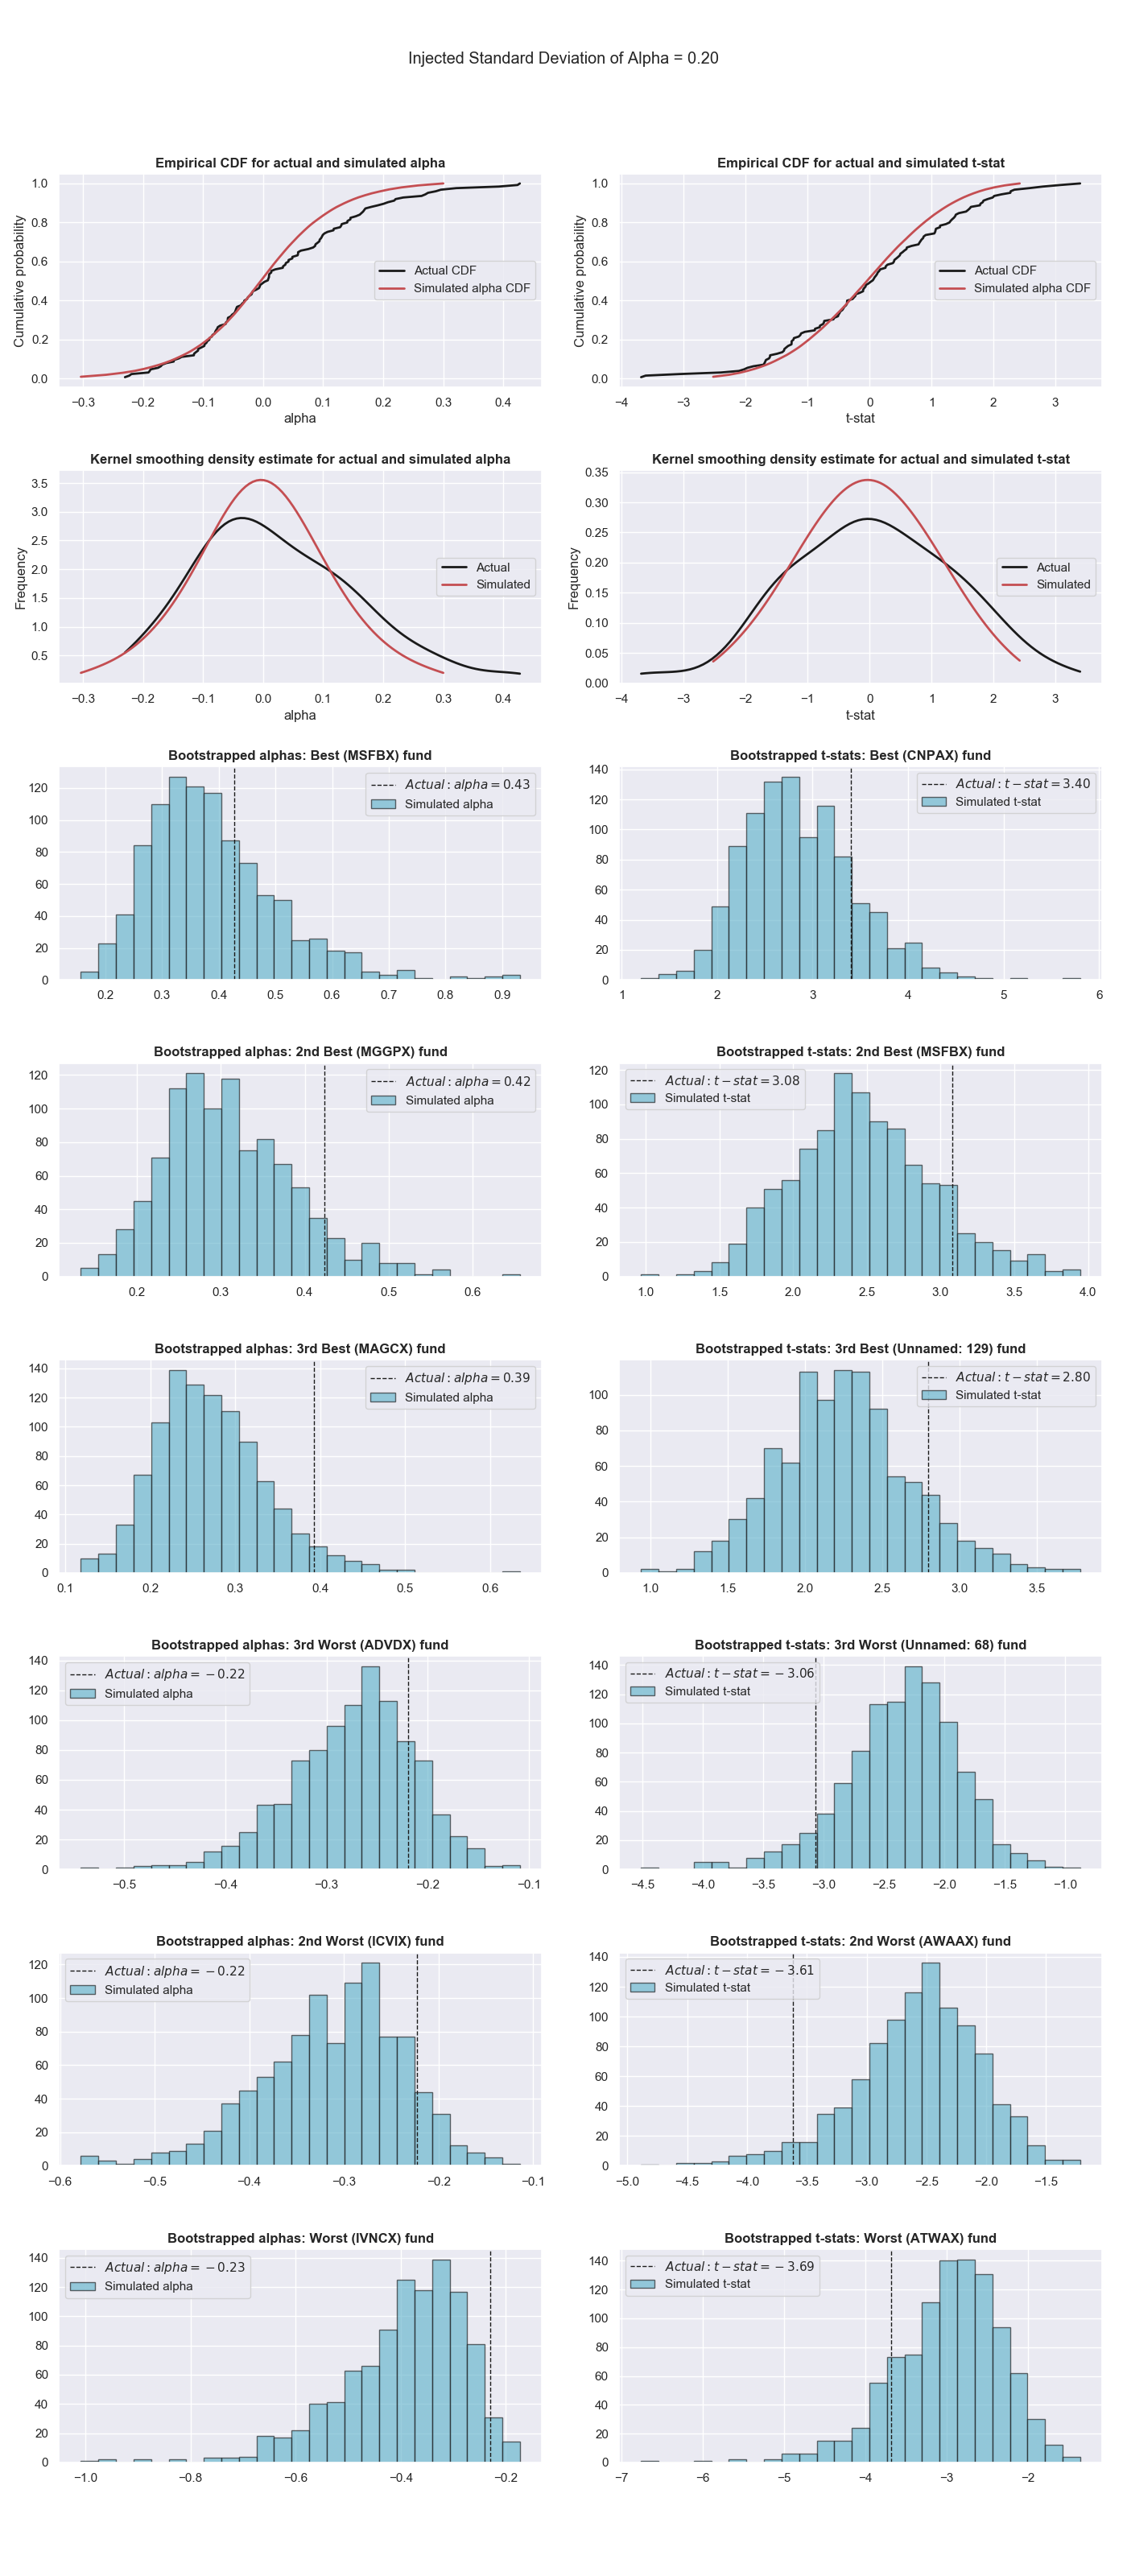 Injected Standard Deviation of Alpha = 0.20
Empirical CDF for actual and simulated alpha
Cumulative probability
1.0
0.8
0.6
0.4
0.2
0.0
Actual CDF
Simulated alpha CDF
−0.3 −0.2 −0.1 0.0 0.1 0.2 0.3 0.4
alpha
Empirical CDF for actual and simulated t-stat
Cumulative probability
1.0
0.8
0.6
0.4
0.2
0.0
Actual CDF
Simulated alpha CDF
−4 −3 −2 −1 0 1 2 3
t-stat
Kernel smoothing density estimate for actual and simulated alpha
Frequency
3.5
3.0
2.5
2.0
1.5
1.0
0.5
Actual
Simulated
−0.3 −0.2 −0.1 0.0 0.1 0.2 0.3 0.4
alpha
Kernel smoothing density estimate for actual and simulated t-stat
Frequency
0.35
0.30
0.25
0.20
0.15
0.10
0.05
0.00
Actual
Simulated
−4 −3 −2 −1 0 1 2 3
t-stat
Bootstrapped alphas: Best (MSFBX) fund
Actual: alpha = 0.43
Simulated alpha
120
100
80
60
40
20
0
0.2 0.3 0.4 0.5 0.6 0.7 0.8 0.9
Bootstrapped t-stats: Best (CNPAX) fund
Actual: t − stat = 3.40
Simulated t-stat
140
120
100
80
60
40
20
0
1 2 3 4 5 6
Bootstrapped alphas: 2nd Best (MGGPX) fund
Actual: alpha = 0.42
Simulated alpha
120
100
80
60
40
20
0
0.2 0.3 0.4 0.5 0.6
Bootstrapped t-stats: 2nd Best (MSFBX) fund
Actual: t − stat = 3.08
Simulated t-stat
120
100
80
60
40
20
0
1.0 1.5 2.0 2.5 3.0 3.5 4.0
Bootstrapped alphas: 3rd Best (MAGCX) fund
Actual: alpha = 0.39
Simulated alpha
140
120
100
80
60
40
20
0
0.1 0.2 0.3 0.4 0.5 0.6
Bootstrapped t-stats: 3rd Best (Unnamed: 129) fund
Actual: t − stat = 2.80
Simulated t-stat
100
80
60
40
20
0
1.0 1.5 2.0 2.5 3.0 3.5
Bootstrapped alphas: 3rd Worst (ADVDX) fund
Actual: alpha = −0.22
Simulated alpha
140
120
100
80
60
40
20
0
−0.5 −0.4 −0.3 −0.2 −0.1
Bootstrapped t-stats: 3rd Worst (Unnamed: 68) fund
Actual: t − stat = −3.06
Simulated t-stat
140
120
100
80
60
40
20
0
−4.5 −4.0 −3.5 −3.0 −2.5 −2.0 −1.5 −1.0
Bootstrapped alphas: 2nd Worst (ICVIX) fund
Actual: alpha = −0.22
Simulated alpha
120
100
80
60
40
20
0
−0.6 −0.5 −0.4 −0.3 −0.2 −0.1
Bootstrapped t-stats: 2nd Worst (AWAAX) fund
Actual: t − stat = −3.61
Simulated t-stat
140
120
100
80
60
40
20
0
−5.0 −4.5 −4.0 −3.5 −3.0 −2.5 −2.0 −1.5
Bootstrapped alphas: Worst (IVNCX) fund
Actual: alpha = −0.23
Simulated alpha
140
120
100
80
60
40
20
0
−1.0 −0.8 −0.6 −0.4 −0.2
Bootstrapped t-stats: Worst (ATWAX) fund
Actual: t − stat = −3.69
Simulated t-stat
140
120
100
80
60
40
20
0
−7 −6 −5 −4 −3 −2